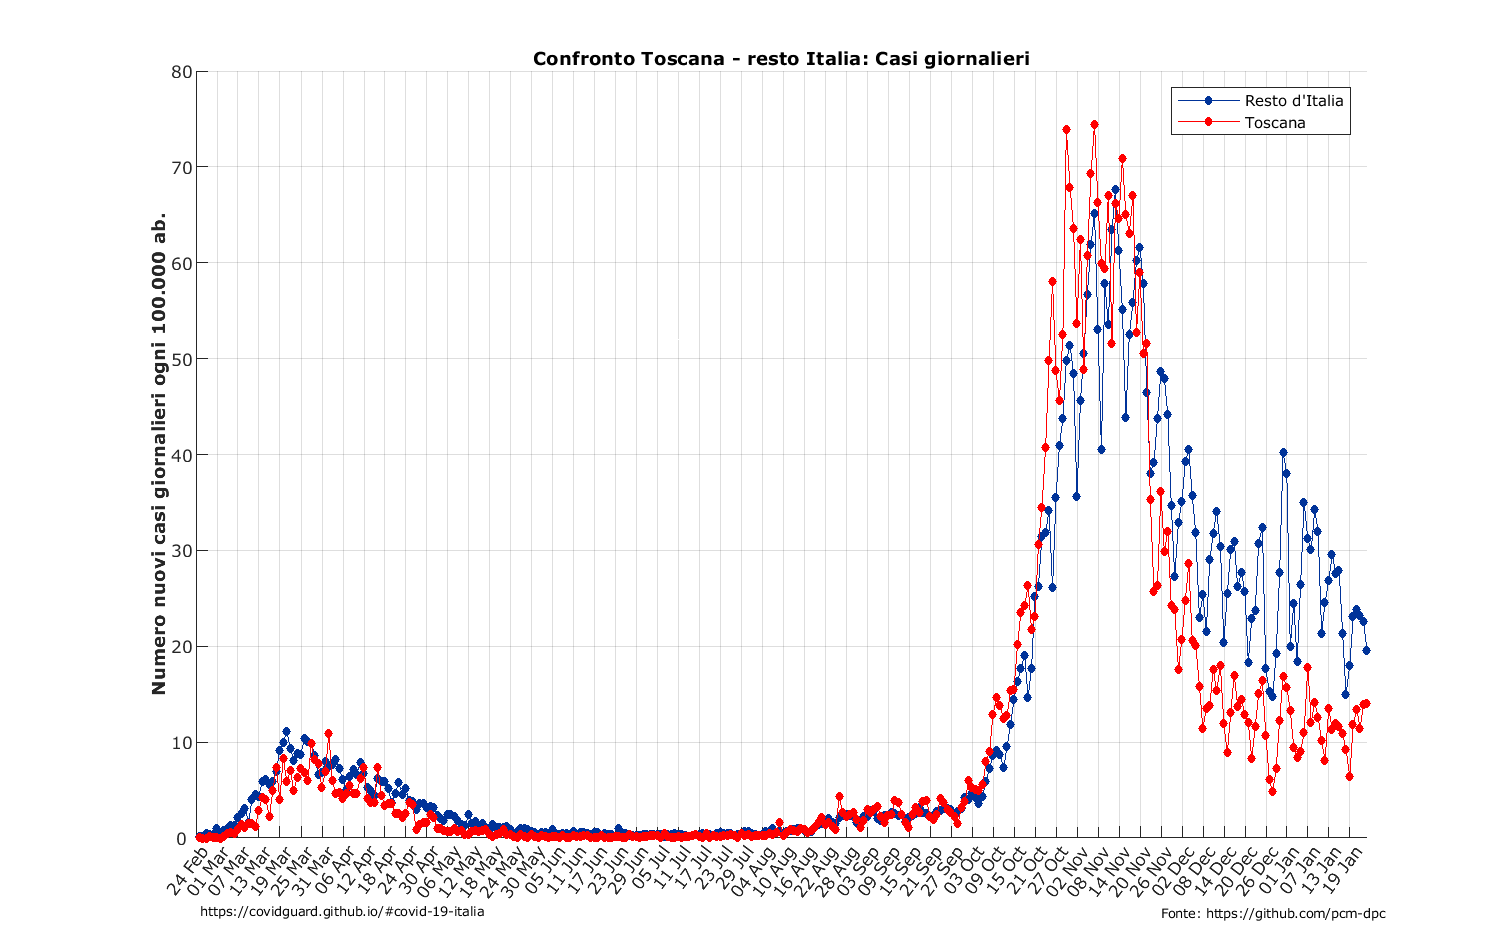 Confronto Toscana - resto Italia: Casi giornalieri
Numero nuovi casi giornalieri ogni 100.000 ab.
80
70
60
50
40
30
20
10
0
Resto d'Italia
Toscana
24 Feb
01 Mar
07 Mar
13 Mar
19 Mar
25 Mar
31 Mar
06 Apr
12 Apr
18 Apr
24 Apr
30 Apr
06 May
12 May
18 May
24 May
30 May
05 Jun
11 Jun
17 Jun
23 Jun
29 Jun
05 Jul
11 Jul
17 Jul
23 Jul
29 Jul
04 Aug
10 Aug
16 Aug
22 Aug
28 Aug
03 Sep
09 Sep
15 Sep
21 Sep
27 Sep
03 Oct
09 Oct
15 Oct
21 Oct
27 Oct
02 Nov
08 Nov
14 Nov
20 Nov
26 Nov
02 Dec
08 Dec
14 Dec
20 Dec
26 Dec
01 Jan
07 Jan
13 Jan
19 Jan
https://covidguard.github.io/#covid-19-italia
Fonte: https://github.com/pcm-dpc